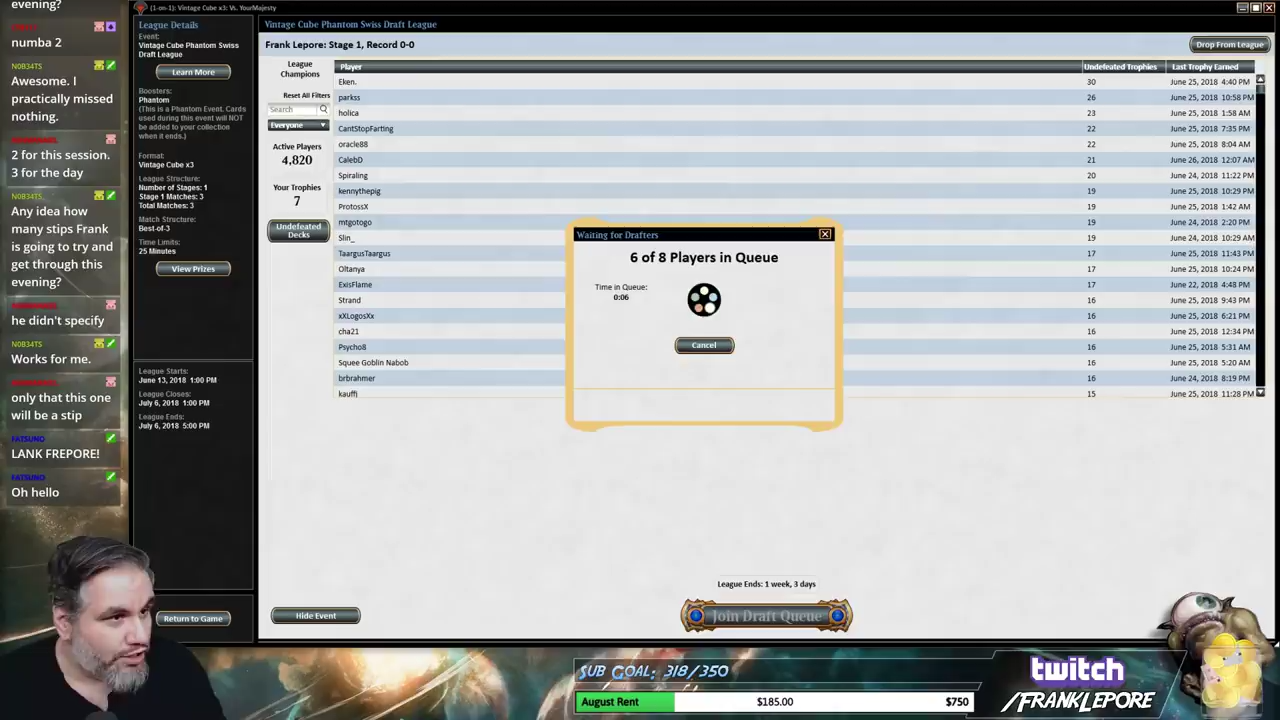 (1-on-1): Vintage Cube x3: Vs. YourMajesty
evening?
numba 2
N0B34TS
Awesome. I
practically missed
nothing.
2 for this session.
3 for the day
N0B34TS
Any idea how
many stips Frank
is going to try and
get through this
evening?
he didn't specify
N0B34TS
Works for me.
only that this one
will be a stip
FATSUNO
LANK FREPORE!
FATSUNO
Oh hello
League Details
Event:
Vintage Cube Phantom Swiss
Draft League
Learn More
Boosters:
Phantom
(This is a Phantom Event. Cards
used during this event will NOT
be added to your collection
when it ends.)
Format:
Vintage Cube x3
League Structure:
Number of Stages: 1
Stage 1 Matches: 3
Total Matches: 3
Match Structure:
Best-of-3
Time Limits:
25 Minutes
View Prizes
League Starts:
June 13, 2018 1:00 PM
League Closes:
July 6, 2018 1:00 PM
League Ends:
July 6, 2018 5:00 PM
Return to Game
Vintage Cube Phantom Swiss Draft League
Frank Lepore: Stage 1, Record 0-0
Drop From League
League
Champions
Reset All Filters
Search
Everyone
Active Players
4,820
Your Trophies
7
Undefeated
Decks
Player Undefeated Trophies Last Trophy Earned
Eken. 30 June 25, 2018 4:40 PM
parkss 26 June 25, 2018 10:58 PM
holica 23 June 25, 2018 1:58 AM
CantStopFarting 22 June 25, 2018 7:35 PM
oracle88 22 June 25, 2018 8:04 AM
CalebD 21 June 26, 2018 12:07 AM
Spiraling 20 June 24, 2018 11:22 PM
kennythepig 19 June 25, 2018 10:29 PM
ProtossX 19 June 25, 2018 1:42 AM
mtgotogo 19 June 24, 2018 2:20 PM
Slin_ 19 June 24, 2018 10:29 AM
TaargusTaargus 17 June 25, 2018 11:43 PM
Oltanya 17 June 25, 2018 10:24 PM
ExisFlame 17 June 22, 2018 4:48 PM
Strand 16 June 25, 2018 9:43 PM
xXLogosXx 16 June 25, 2018 6:21 PM
cha21 16 June 25, 2018 12:34 PM
Psycho8 16 June 25, 2018 5:31 AM
Squee Goblin Nabob 16 June 25, 2018 5:20 AM
brbrahmer 16 June 24, 2018 8:19 PM
kauffj 15 June 25, 2018 11:28 PM
Waiting for Drafters
6 of 8 Players in Queue
Time in Queue:
0:06
Cancel
League Ends: 1 week, 3 days
Hide Event
Join Draft Queue
SUB GOAL: 318/350
August Rent $185.00 $750
twitch
/FRANKLEPORE